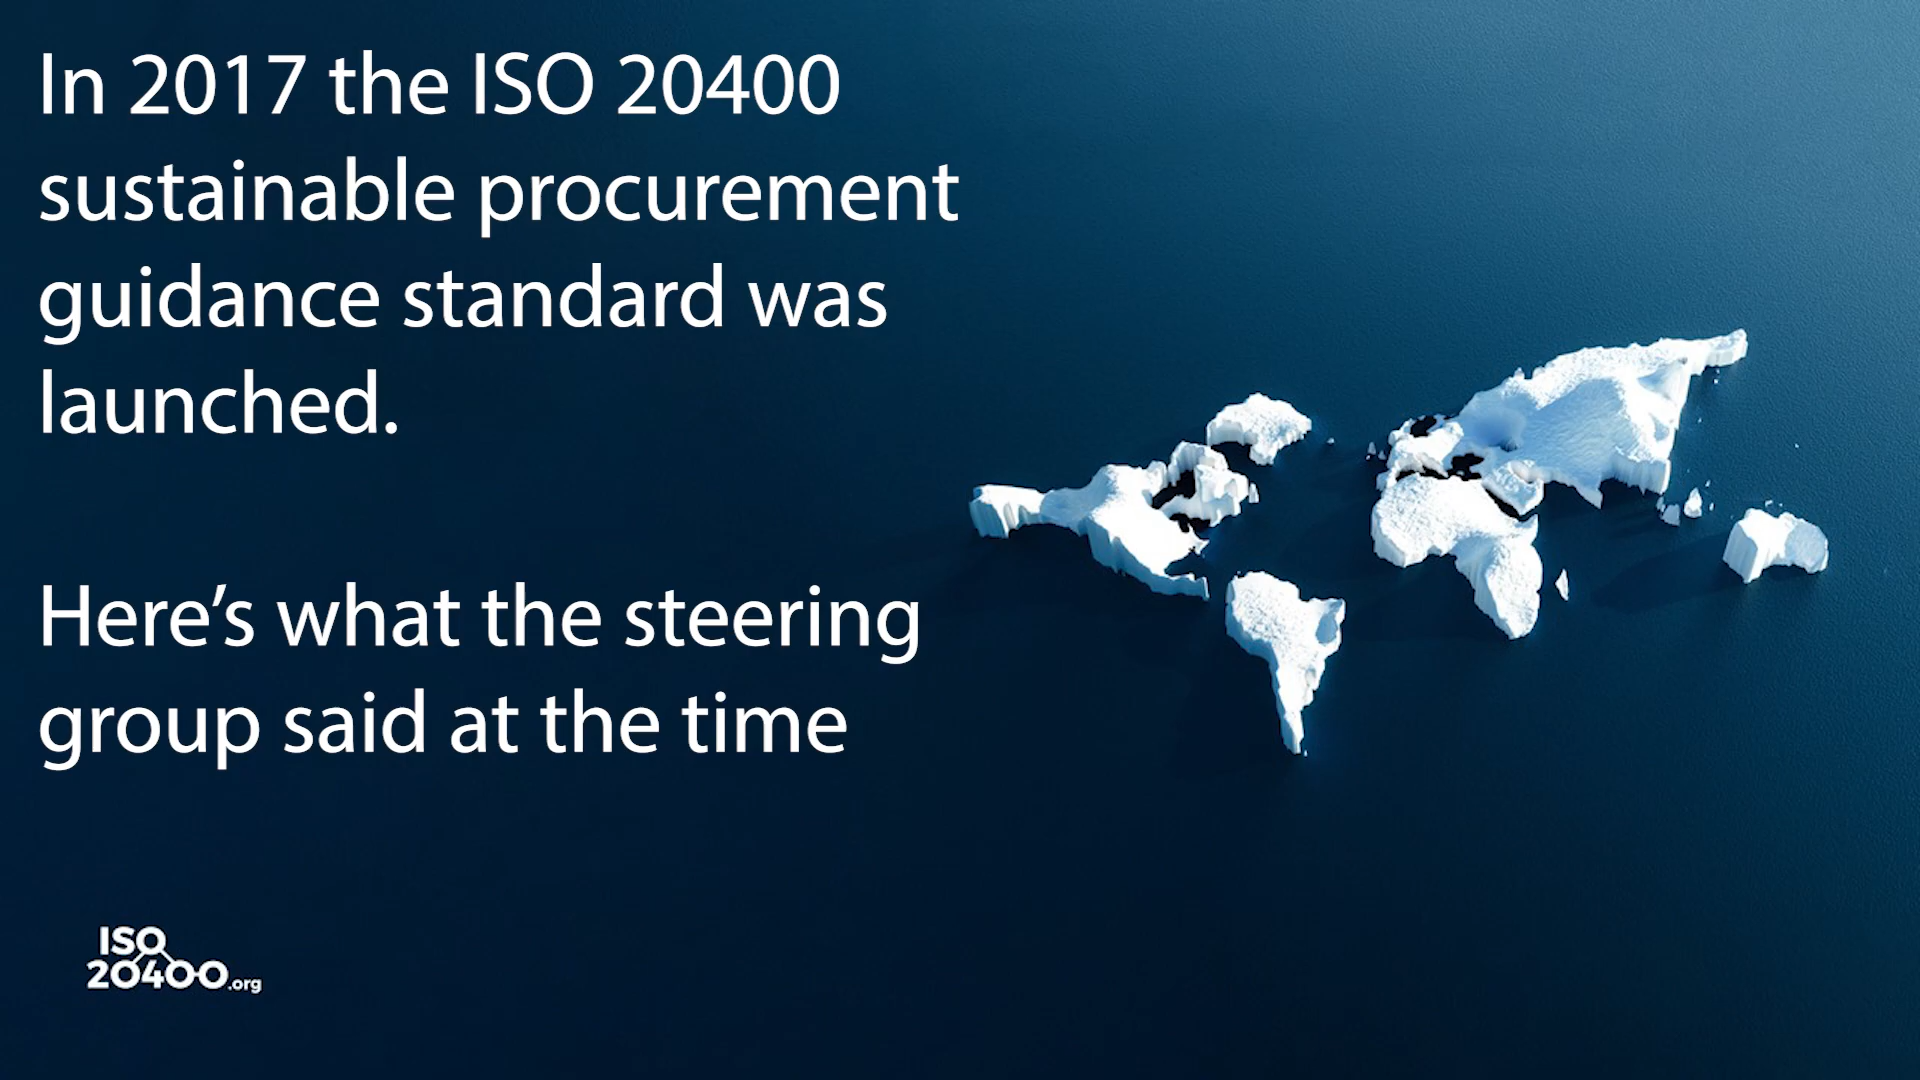 In 2017 the ISO 20400
sustainable procurement
guidance standard was
launched.
Here’s what the steering
group said at the time
ISO
20400.org